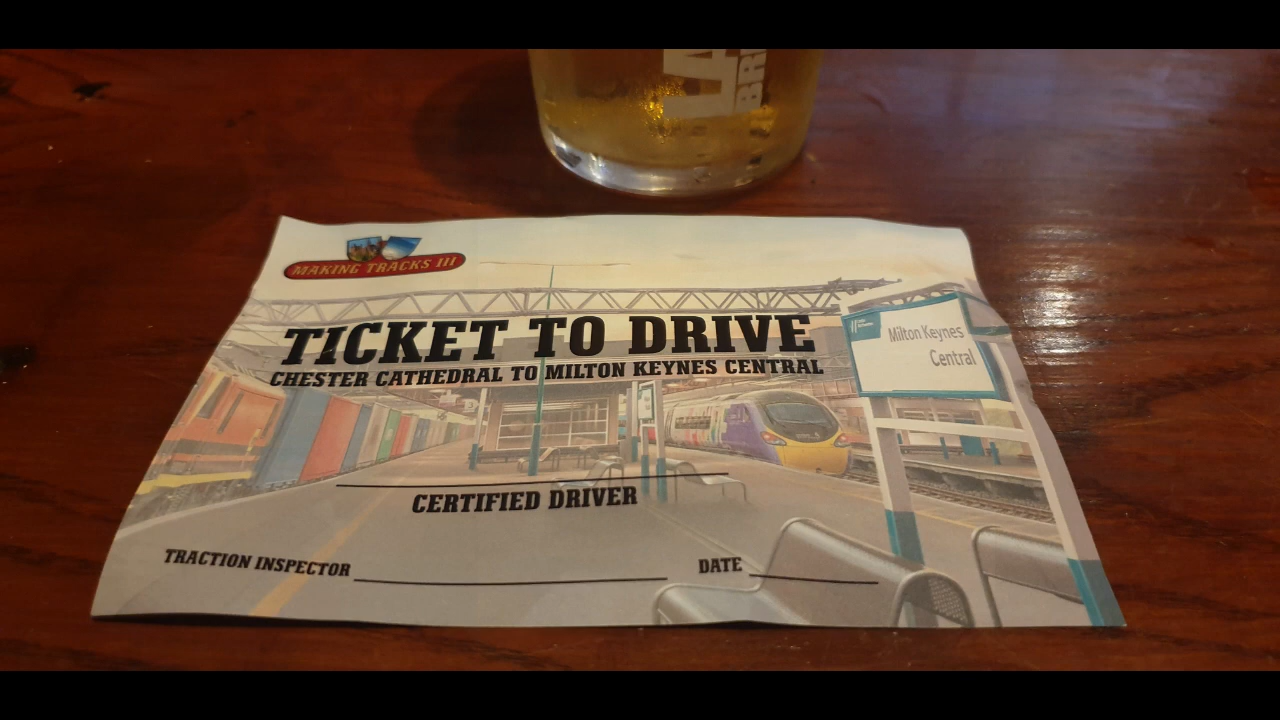 MAKING TRACKS III
TICKET TO DRIVE
CHESTER CATHEDRAL TO MILTON KEYNES CENTRAL
Milton Keynes
Central
CERTIFIED DRIVER
TRACTION INSPECTOR
DATE